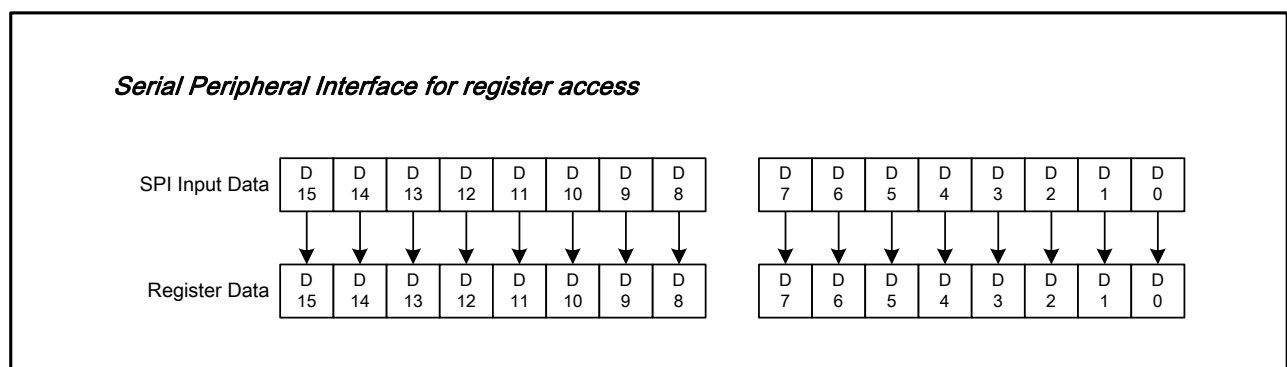 Serial Peripheral Interface for register access
SPI Input Data D 15 D 14 D 13 D 12 D 11 D 10 D 9 D 8 D 7 D 6 D 5 D 4 D 3 D 2 D 1 D 0
Register Data D 15 D 14 D 13 D 12 D 11 D 10 D 9 D 8 D 7 D 6 D 5 D 4 D 3 D 2 D 1 D 0